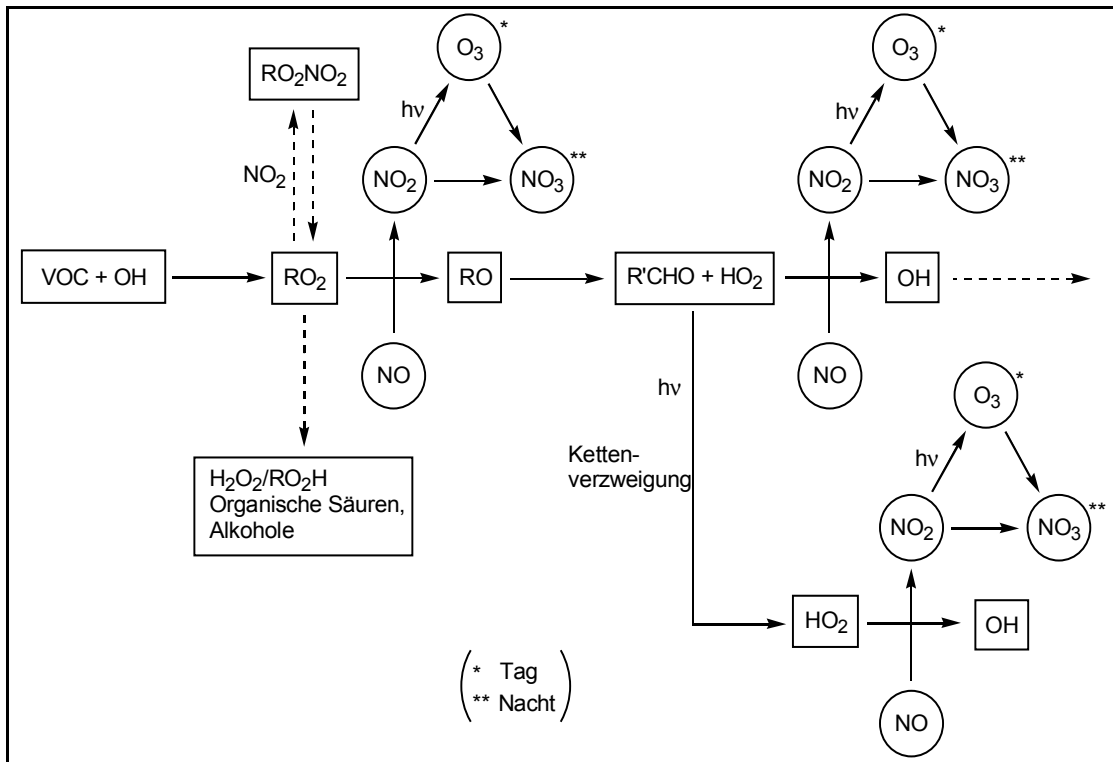 O₃ *
O₃ *
RO₂NO₂
hν
hν
NO₂
NO₂
NO₃ **
NO₂
NO₃ **
VOC + OH
RO₂
RO
R'CHO + HO₂
OH
NO
NO
hν
O₃ *
Ketten-
verzweigung
hν
H₂O₂/RO₂H
Organische Säuren,
Alkohole
NO₂
NO₃ **
HO₂
OH
* Tag
** Nacht
NO